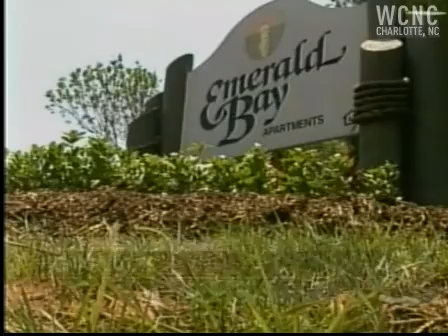 WCNC
CHARLOTTE, NC
Emerald
Bay
APARTMENTS